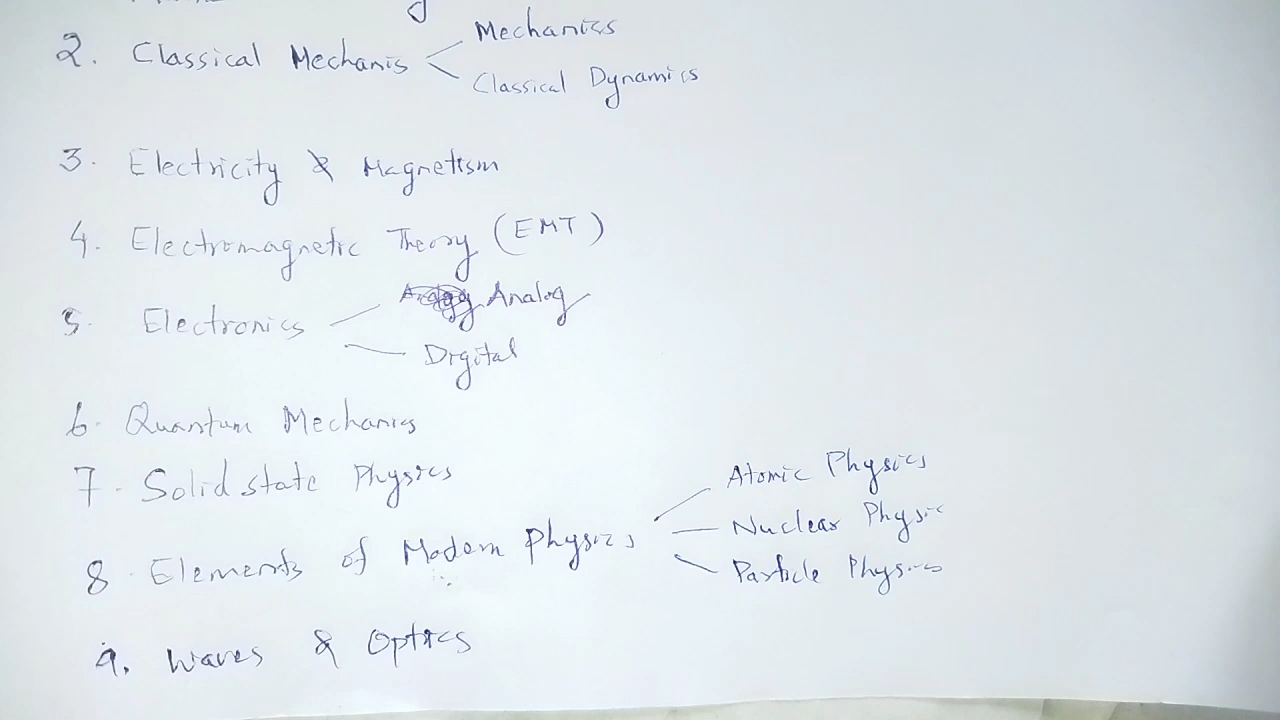 2. Classical Mechanis
Mechanics
Classical Dynamics
3. Electricity & Magnetism
4. Electromagnetic Theory (EMT)
5. Electronics
Analog
Digital
6. Quantum Mechanics
7. Solid state Physics
8. Elements of Modern Physics
Atomic Physics
Nuclear Physic
Particle Physics
9. Waves & Optics